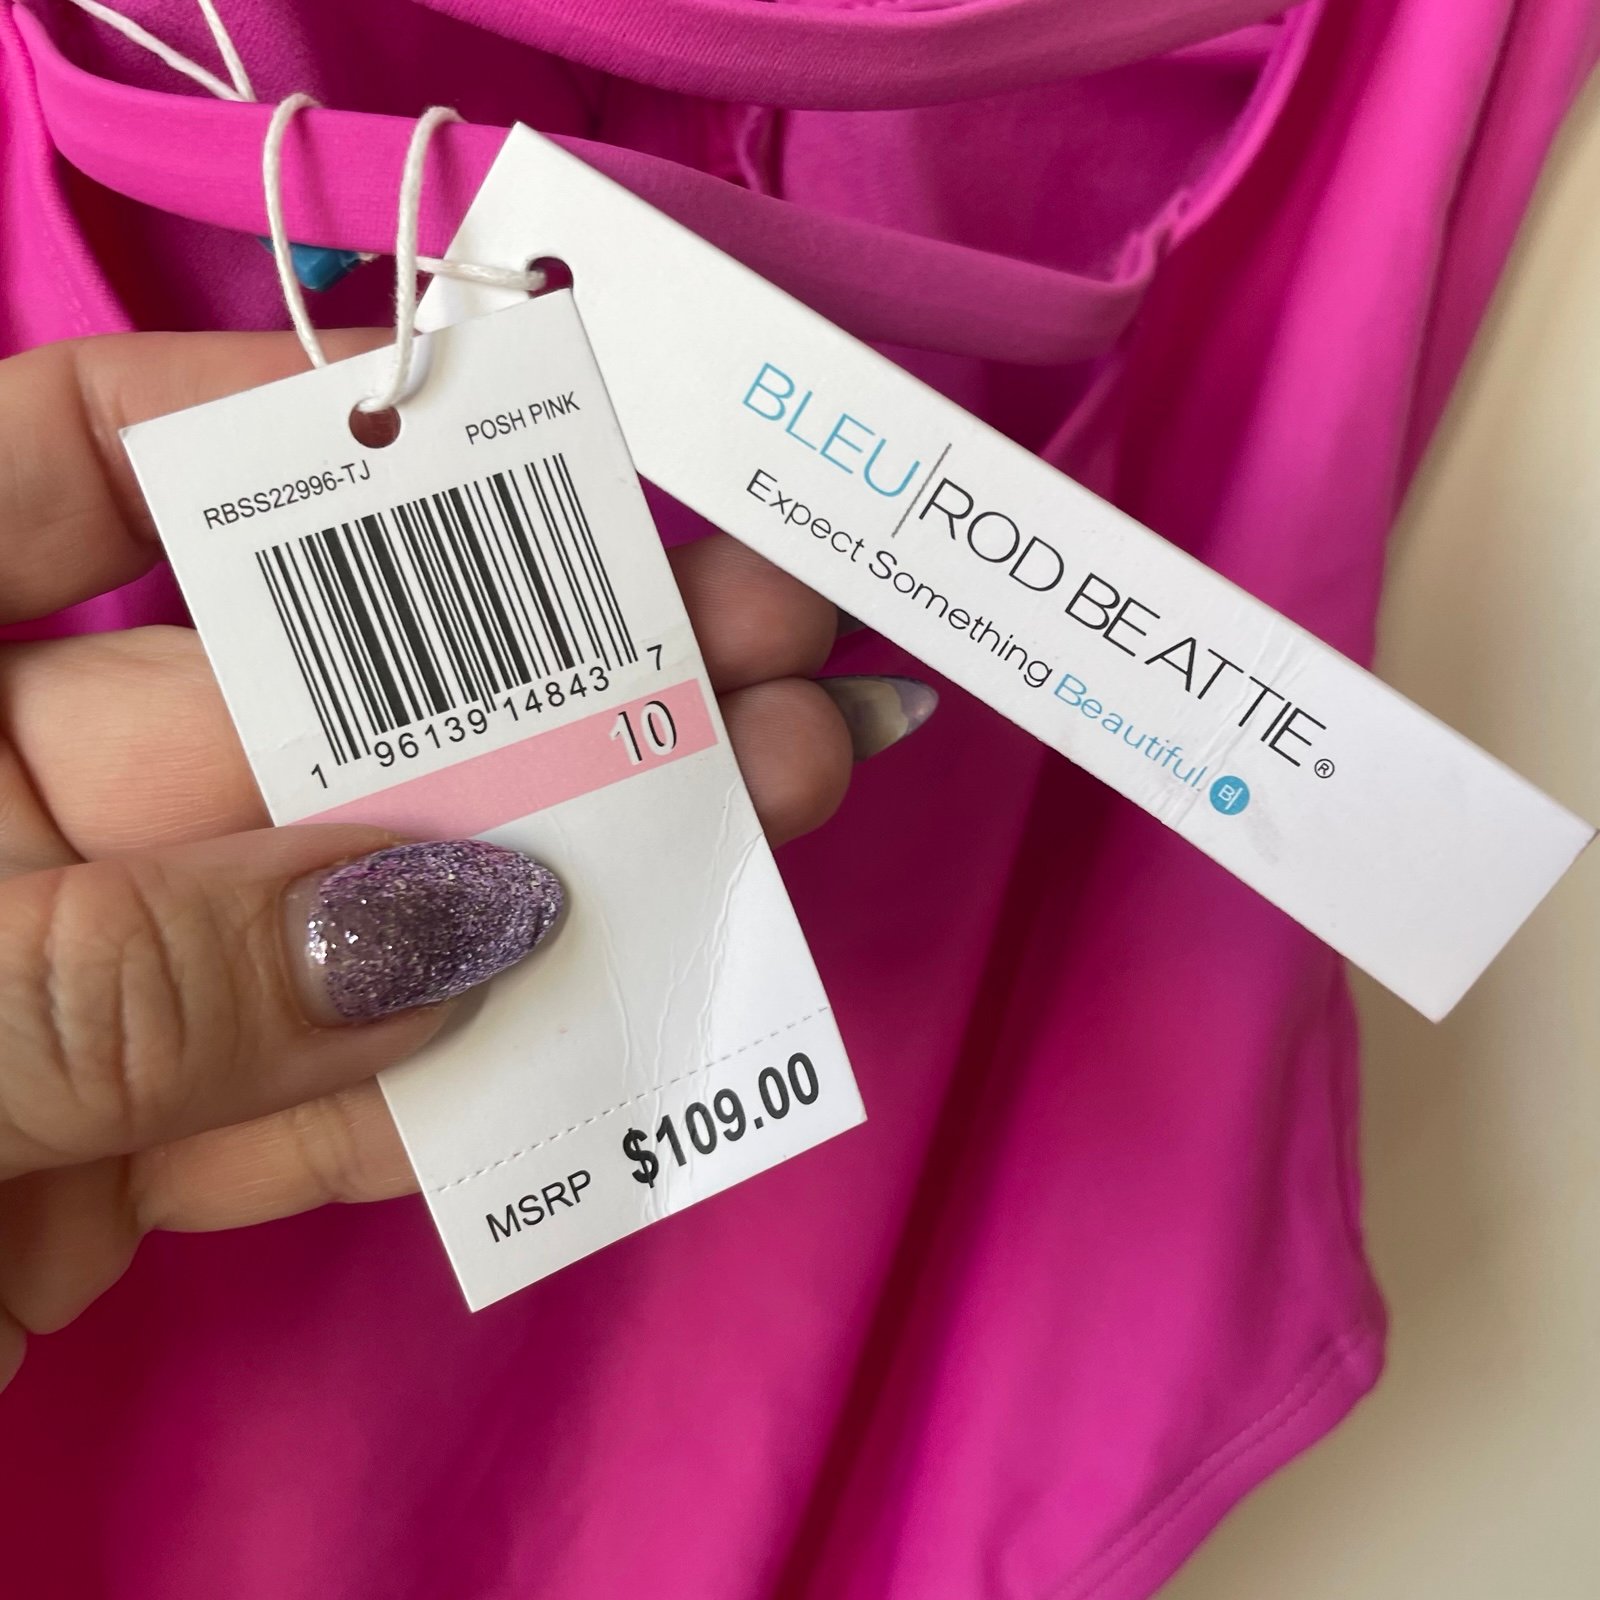 POSH PINK
RBSS22996-TJ
1 96139 14843 7
10
MSRP $109.00
BLEU|ROD BEATTIE®
Expect Something Beautiful. B|